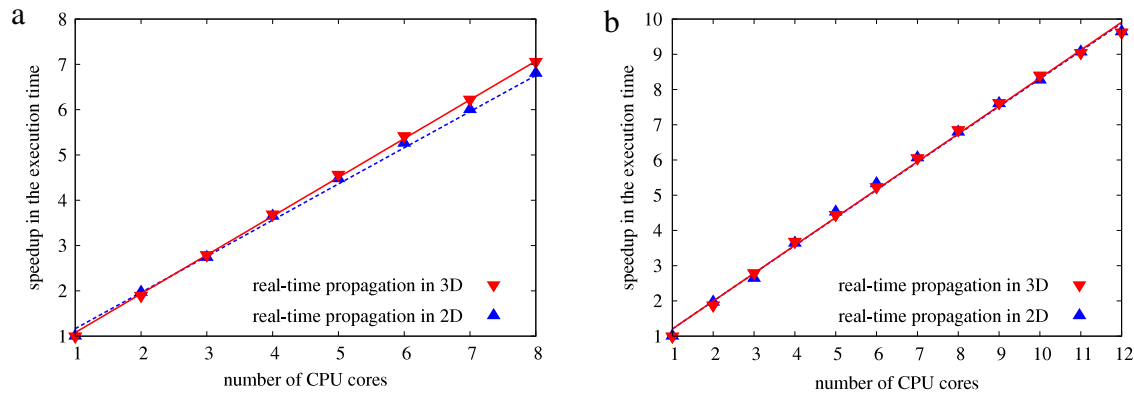 a
8
7
6
5
4
3
2
1
speedup in the execution time
real-time propagation in 3D
real-time propagation in 2D
1 2 3 4 5 6 7 8
number of CPU cores
b
10
9
8
7
6
5
4
3
2
1
speedup in the execution time
real-time propagation in 3D
real-time propagation in 2D
1 2 3 4 5 6 7 8 9 10 11 12
number of CPU cores